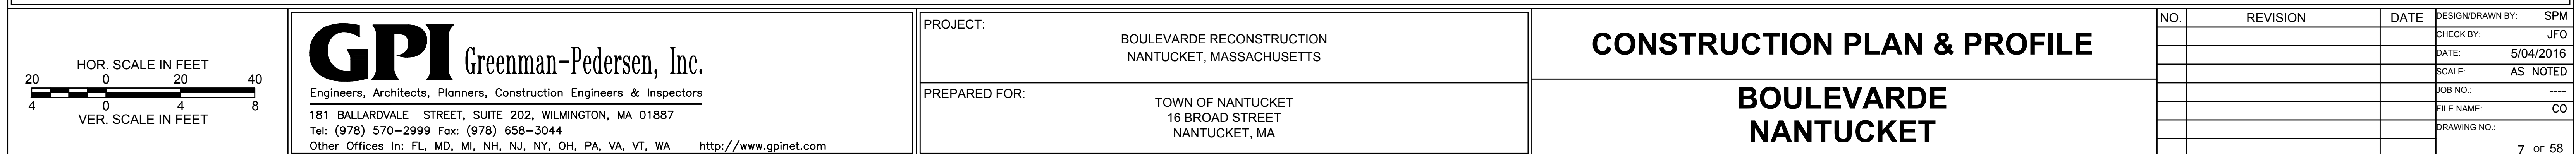 HOR. SCALE IN FEET
20 0 20 40
4 0 4 8
VER. SCALE IN FEET
GPI Greenman-Pedersen, Inc.
Engineers, Architects, Planners, Construction Engineers & Inspectors
181 BALLARDVALE STREET, SUITE 202, WILMINGTON, MA 01887
Tel: (978) 570-2999 Fax: (978) 658-3044
Other Offices In: FL, MD, MI, NH, NJ, NY, OH, PA, VA, VT, WA http://www.gpinet.com
PROJECT:
BOULEVARDE RECONSTRUCTION
NANTUCKET, MASSACHUSETTS
PREPARED FOR:
TOWN OF NANTUCKET
16 BROAD STREET
NANTUCKET, MA
CONSTRUCTION PLAN & PROFILE
BOULEVARDE
NANTUCKET
NO. REVISION DATE
DESIGN/DRAWN BY: SPM
CHECK BY: JFO
DATE: 5/04/2016
SCALE: AS NOTED
JOB NO.: ----
FILE NAME: CO
DRAWING NO.:
7 OF 58